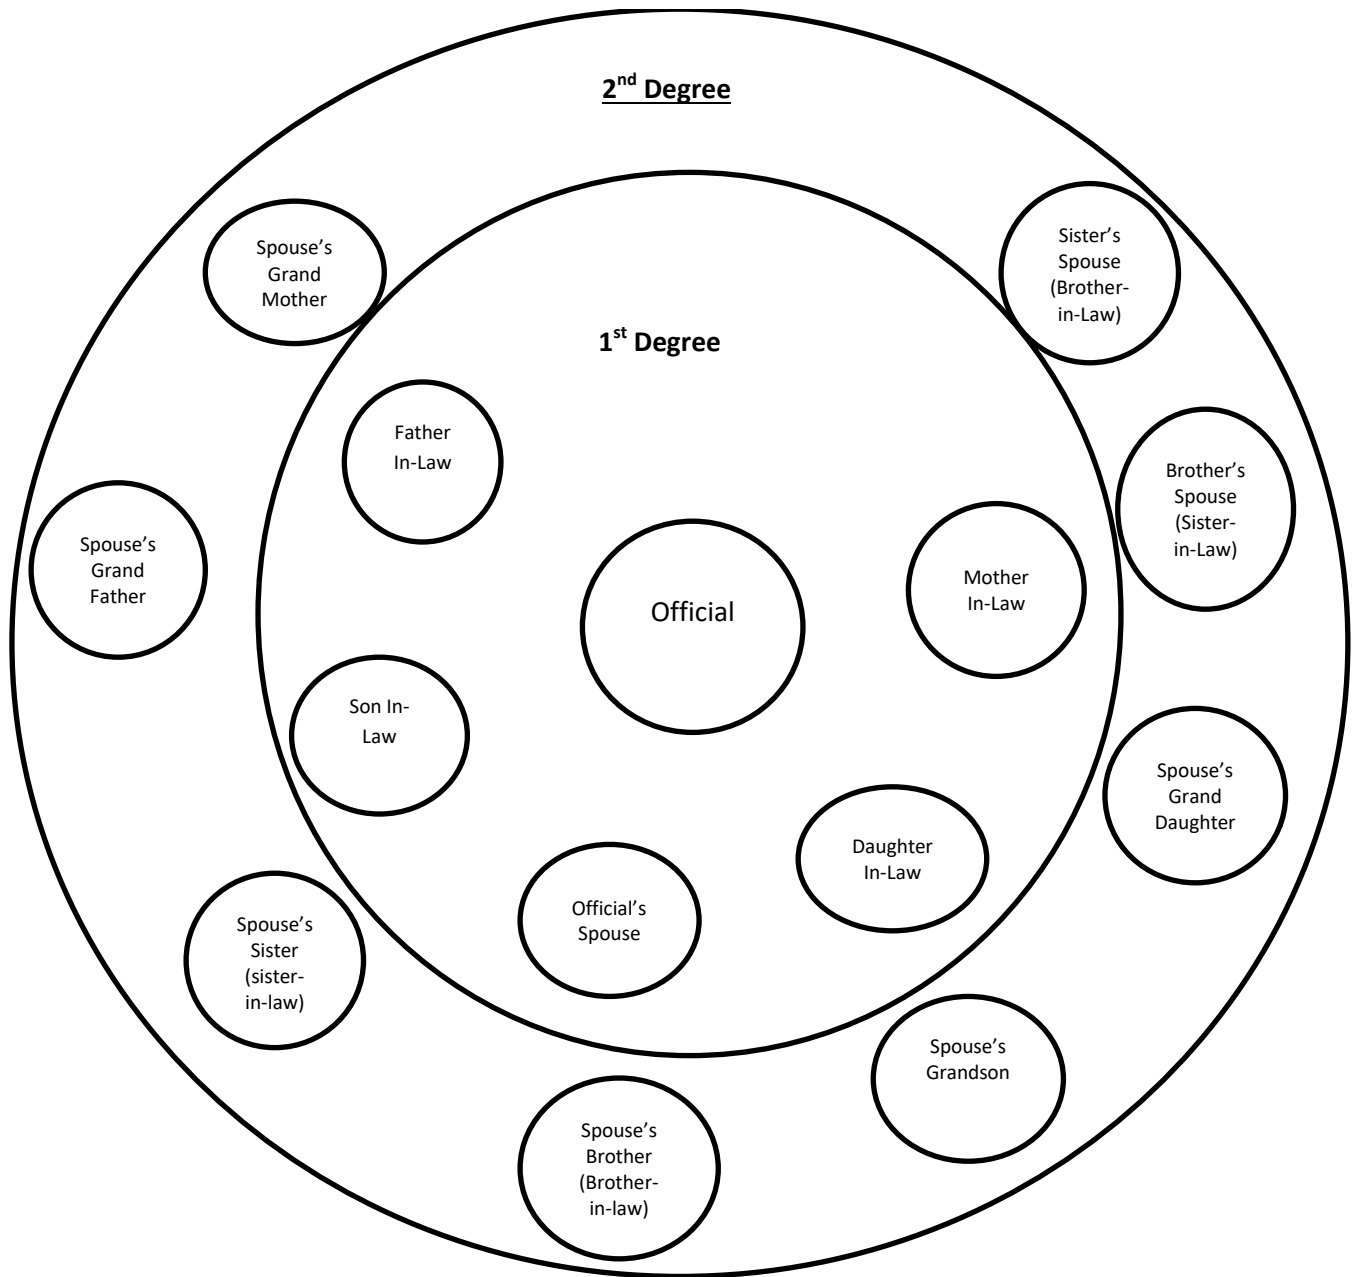 2nd Degree
Spouse's
Grand
Mother
Sister's
Spouse
(Brother-
in-Law)
1st Degree
Father
In-Law
Brother's
Spouse
(Sister-
in-Law)
Spouse's
Grand
Father
Mother
In-Law
Official
Son In-
Law
Spouse's
Grand
Daughter
Daughter
In-Law
Official's
Spouse
Spouse's
Sister
(sister-
in-law)
Spouse's
Grandson
Spouse's
Brother
(Brother-
in-law)